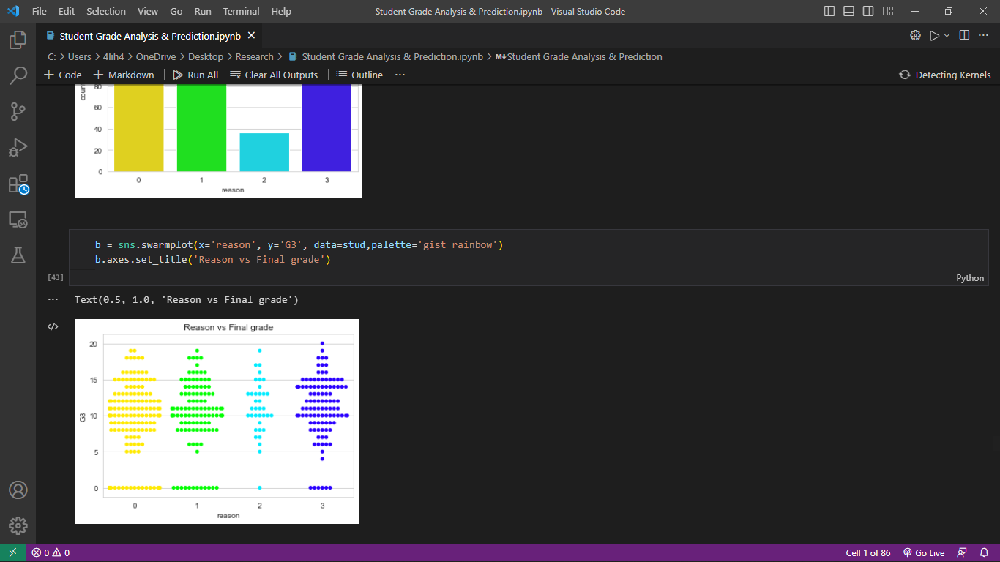 File Edit Selection View Go Run Terminal Help Student Grade Analysis & Prediction.ipynb - Visual Studio Code
Student Grade Analysis & Prediction.ipynb
C: > Users > 4lih4 > OneDrive > Desktop > Research > Student Grade Analysis & Prediction.ipynb > M↓Student Grade Analysis & Prediction
+ Code + Markdown Run All Clear All Outputs Outline ... Detecting Kernels
80
60
40
20
0
0 1 2 3
reason
b = sns.swarmplot(x='reason', y='G3', data=stud,palette='gist_rainbow')
b.axes.set_title('Reason vs Final grade')
[43]
Python
Text(0.5, 1.0, 'Reason vs Final grade')
Reason vs Final grade
20
15
G3
10
5
0
0 1 2 3
reason
0 0 Cell 1 of 86 Go Live